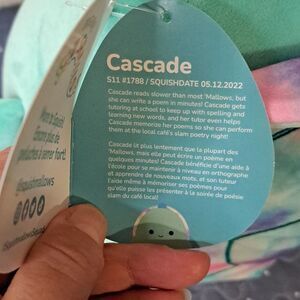 Cascade
S11 #1788 / SQUISHDATE 05.12.2022
Cascade reads slower than most 'Mallows, but
she can write a poem in minutes! Cascade gets
tutoring at school to keep up with spelling and
learning new words, and her tutor even helps
Cascade memorize her poems so she can perform
them at the local café's slam poetry night!
Cascade lit plus lentement que la plupart des
'Mallows, mais elle peut écrire un poème en
quelques minutes! Cascade bénéficie d'une aide à
l'école pour se maintenir à niveau en orthographe
et apprendre de nouveaux mots, et son tuteur
l'aide même à mémoriser ses poèmes pour
qu'elle puisse les présenter à la soirée de poésie
slam du café local!
plus de
@squishmallows